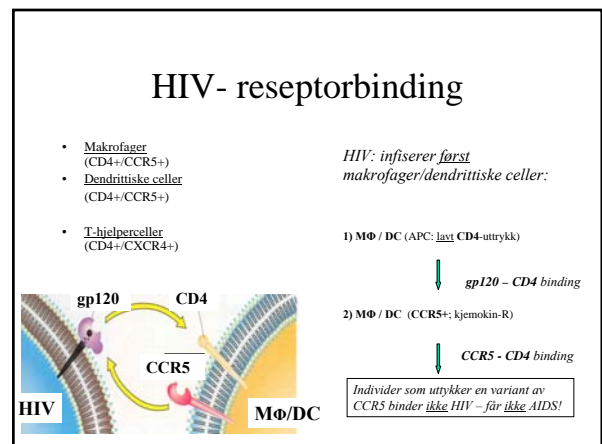 HIV- reseptorbinding
• Makrofager
(CD4+/CCR5+)
• Dendrittiske celler
(CD4+/CCR5+)
• T-hjelperceller
(CD4+/CXCR4+)
gp120
CD4
CCR5
HIV
MΦ/DC
HIV: infiserer først
makrofager/dendrittiske celler:
1) MΦ / DC (APC: lavt CD4-uttrykk)
gp120 – CD4 binding
2) MΦ / DC (CCR5+; kjemokin-R)
CCR5 - CD4 binding
Individer som uttykker en variant av
CCR5 binder ikke HIV – får ikke AIDS!